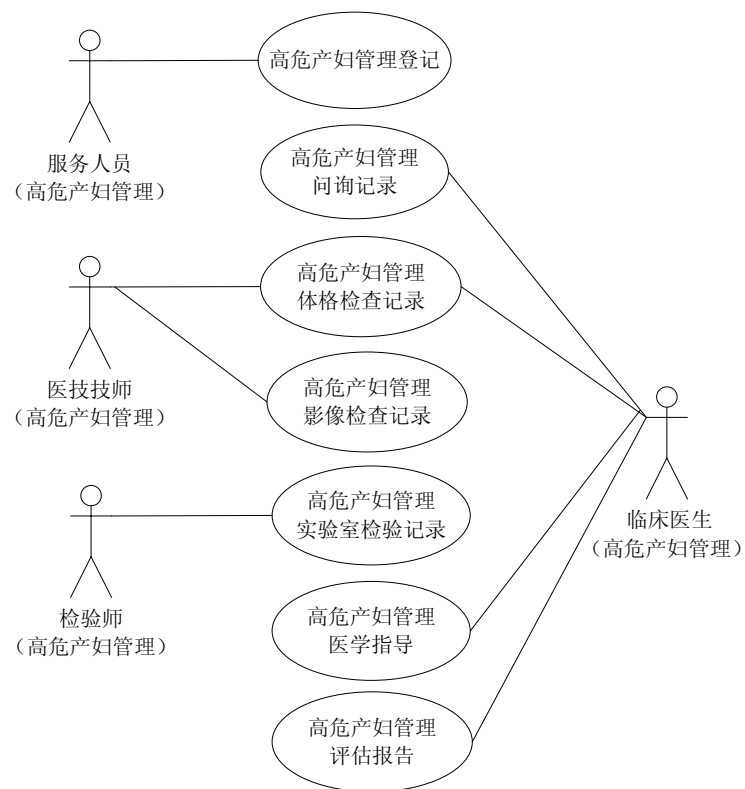 高危产妇管理登记
服务人员
（高危产妇管理）
高危产妇管理
问询记录
高危产妇管理
体格检查记录
医技技师
（高危产妇管理）
高危产妇管理
影像检查记录
临床医生
（高危产妇管理）
高危产妇管理
实验室检验记录
检验师
（高危产妇管理）
高危产妇管理
医学指导
高危产妇管理
评估报告